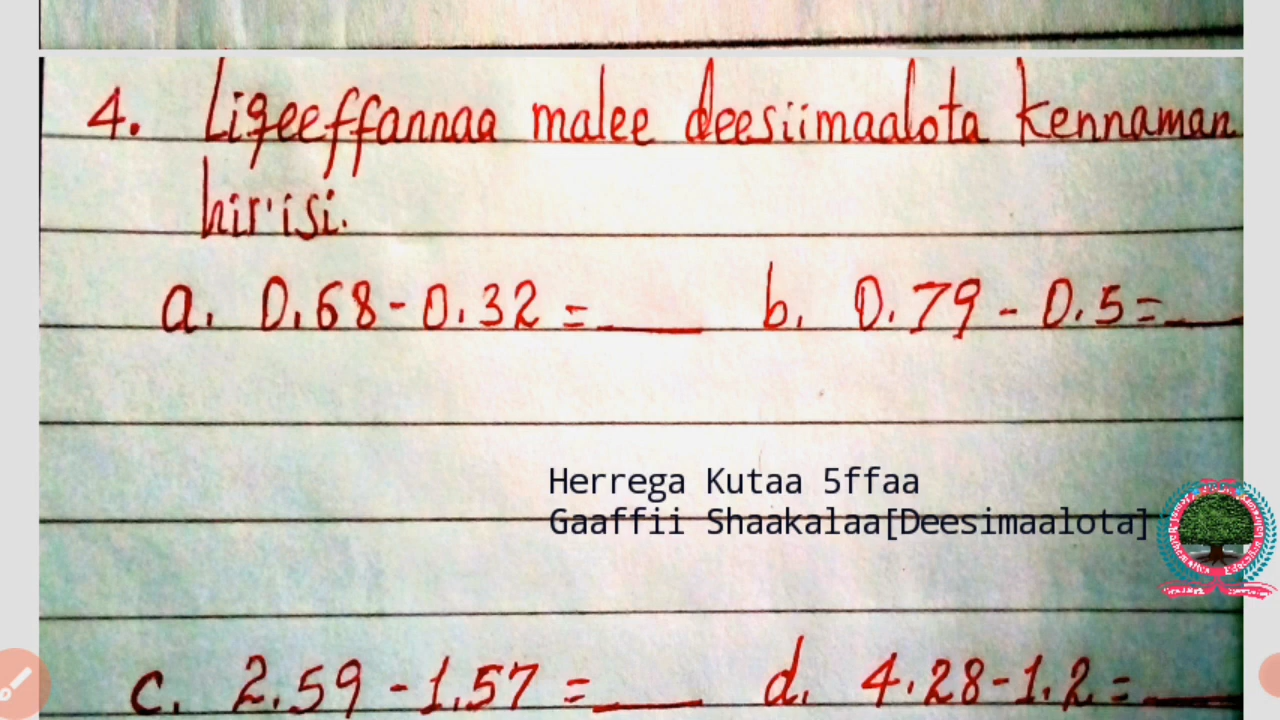 4. Liqeeffannaa malee deesiimaalota kennaman
hir'isi.
a. 0.68-0.32 = ___ b. 0.79 - 0.5 = ___
Herrega Kutaa 5ffaa
Gaaffii Shaakalaa[Deesimaalota]
c. 2.59 - 1.57 = ___ d. 4.28-1.2 = ___